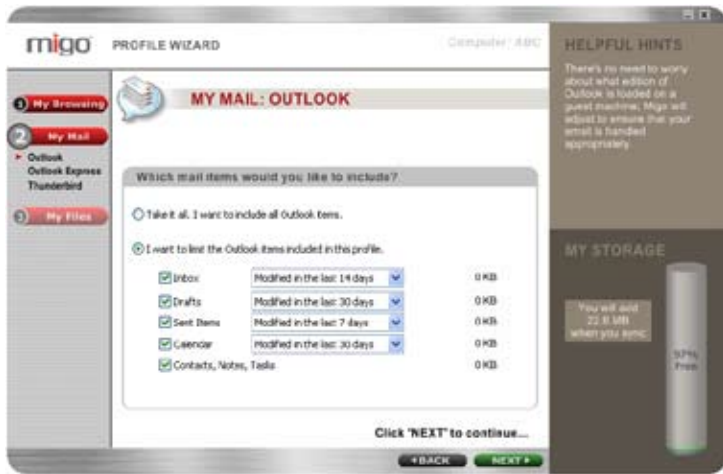 migo
PROFILE WIZARD
Computer: ABC
1 My Browsing
2 My Mail
Outlook
Outlook Express
Thunderbird
3 My Files
MY MAIL: OUTLOOK
Which mail items would you like to include?
Take it all. I want to include all Outlook items.
I want to limit the Outlook items included in this profile.
Inbox Modified in the last 14 days 0 KB
Drafts Modified in the last 30 days 0 KB
Sent Items Modified in the last 7 days 0 KB
Calendar Modified in the last 30 days 0 KB
Contacts, Notes, Tasks 0 KB
Click "NEXT" to continue...
BACK NEXT
HELPFUL HINTS
There's no need to worry
about what edition of
Outlook is loaded on a
guest machine; Migo will
adjust to ensure that your
email is handled
appropriately.
MY STORAGE
You will add
22.8 MB
when you sync
97%
Free